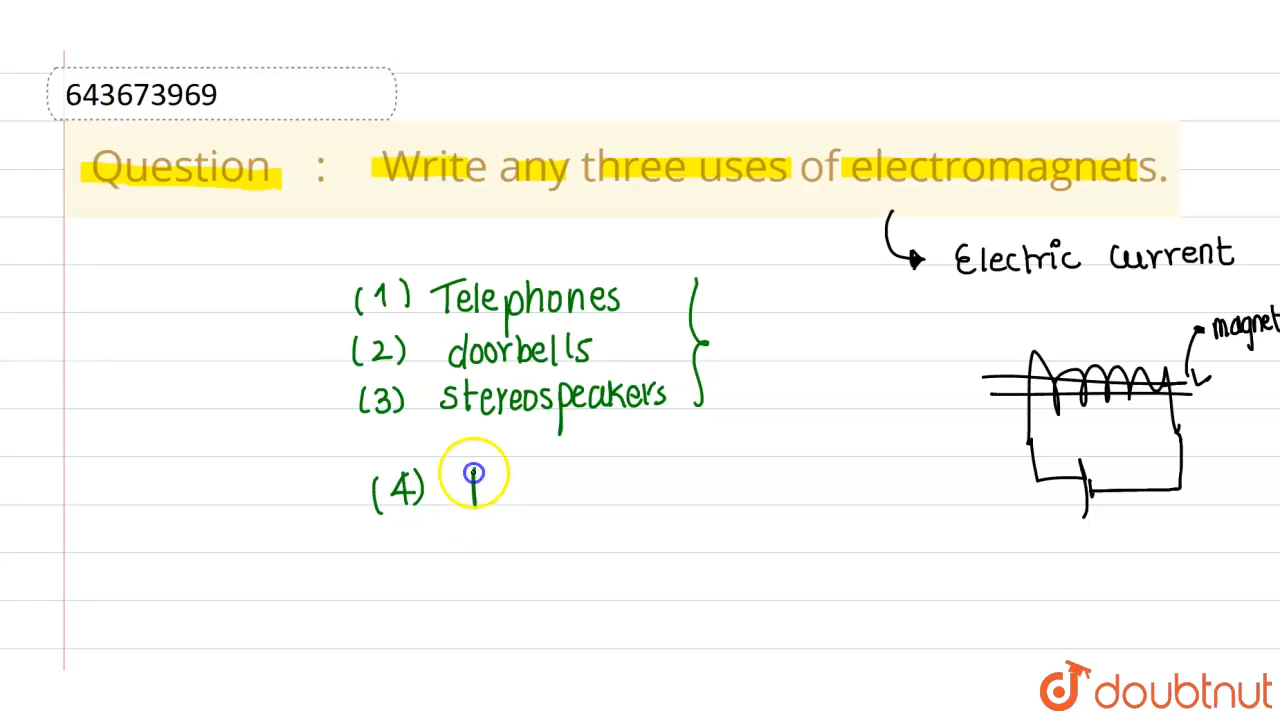 643673969
Question : Write any three uses of electromagnets.
Electric current
(1) Telephones
(2) doorbells
(3) stereospeakers
magnet
(4)
doubtnut